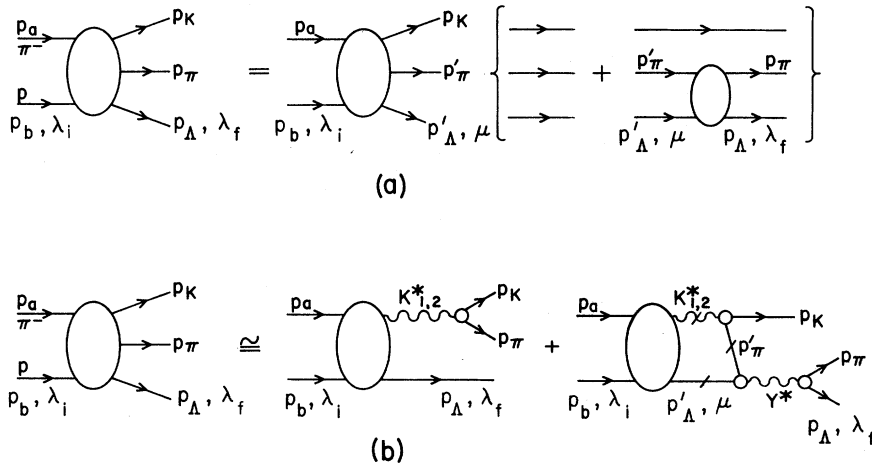 p_a p_K p_a p_K
π⁻ p_π = p'_π + p'_π p_π
p
p_b, λ_i p_Λ, λ_f p_b, λ_i p'_Λ, μ p'_Λ, μ p_Λ, λ_f
(a)
p_a p_K p_a K*_{1,2} p_K p_a K*_{1,2} p_K
π⁻ p_π ≅ p_π + p'_π p_π
p Y*
p_b, λ_i p_Λ, λ_f p_b, λ_i p_Λ, λ_f p_b, λ_i p'_Λ, μ p_Λ, λ_f
(b)